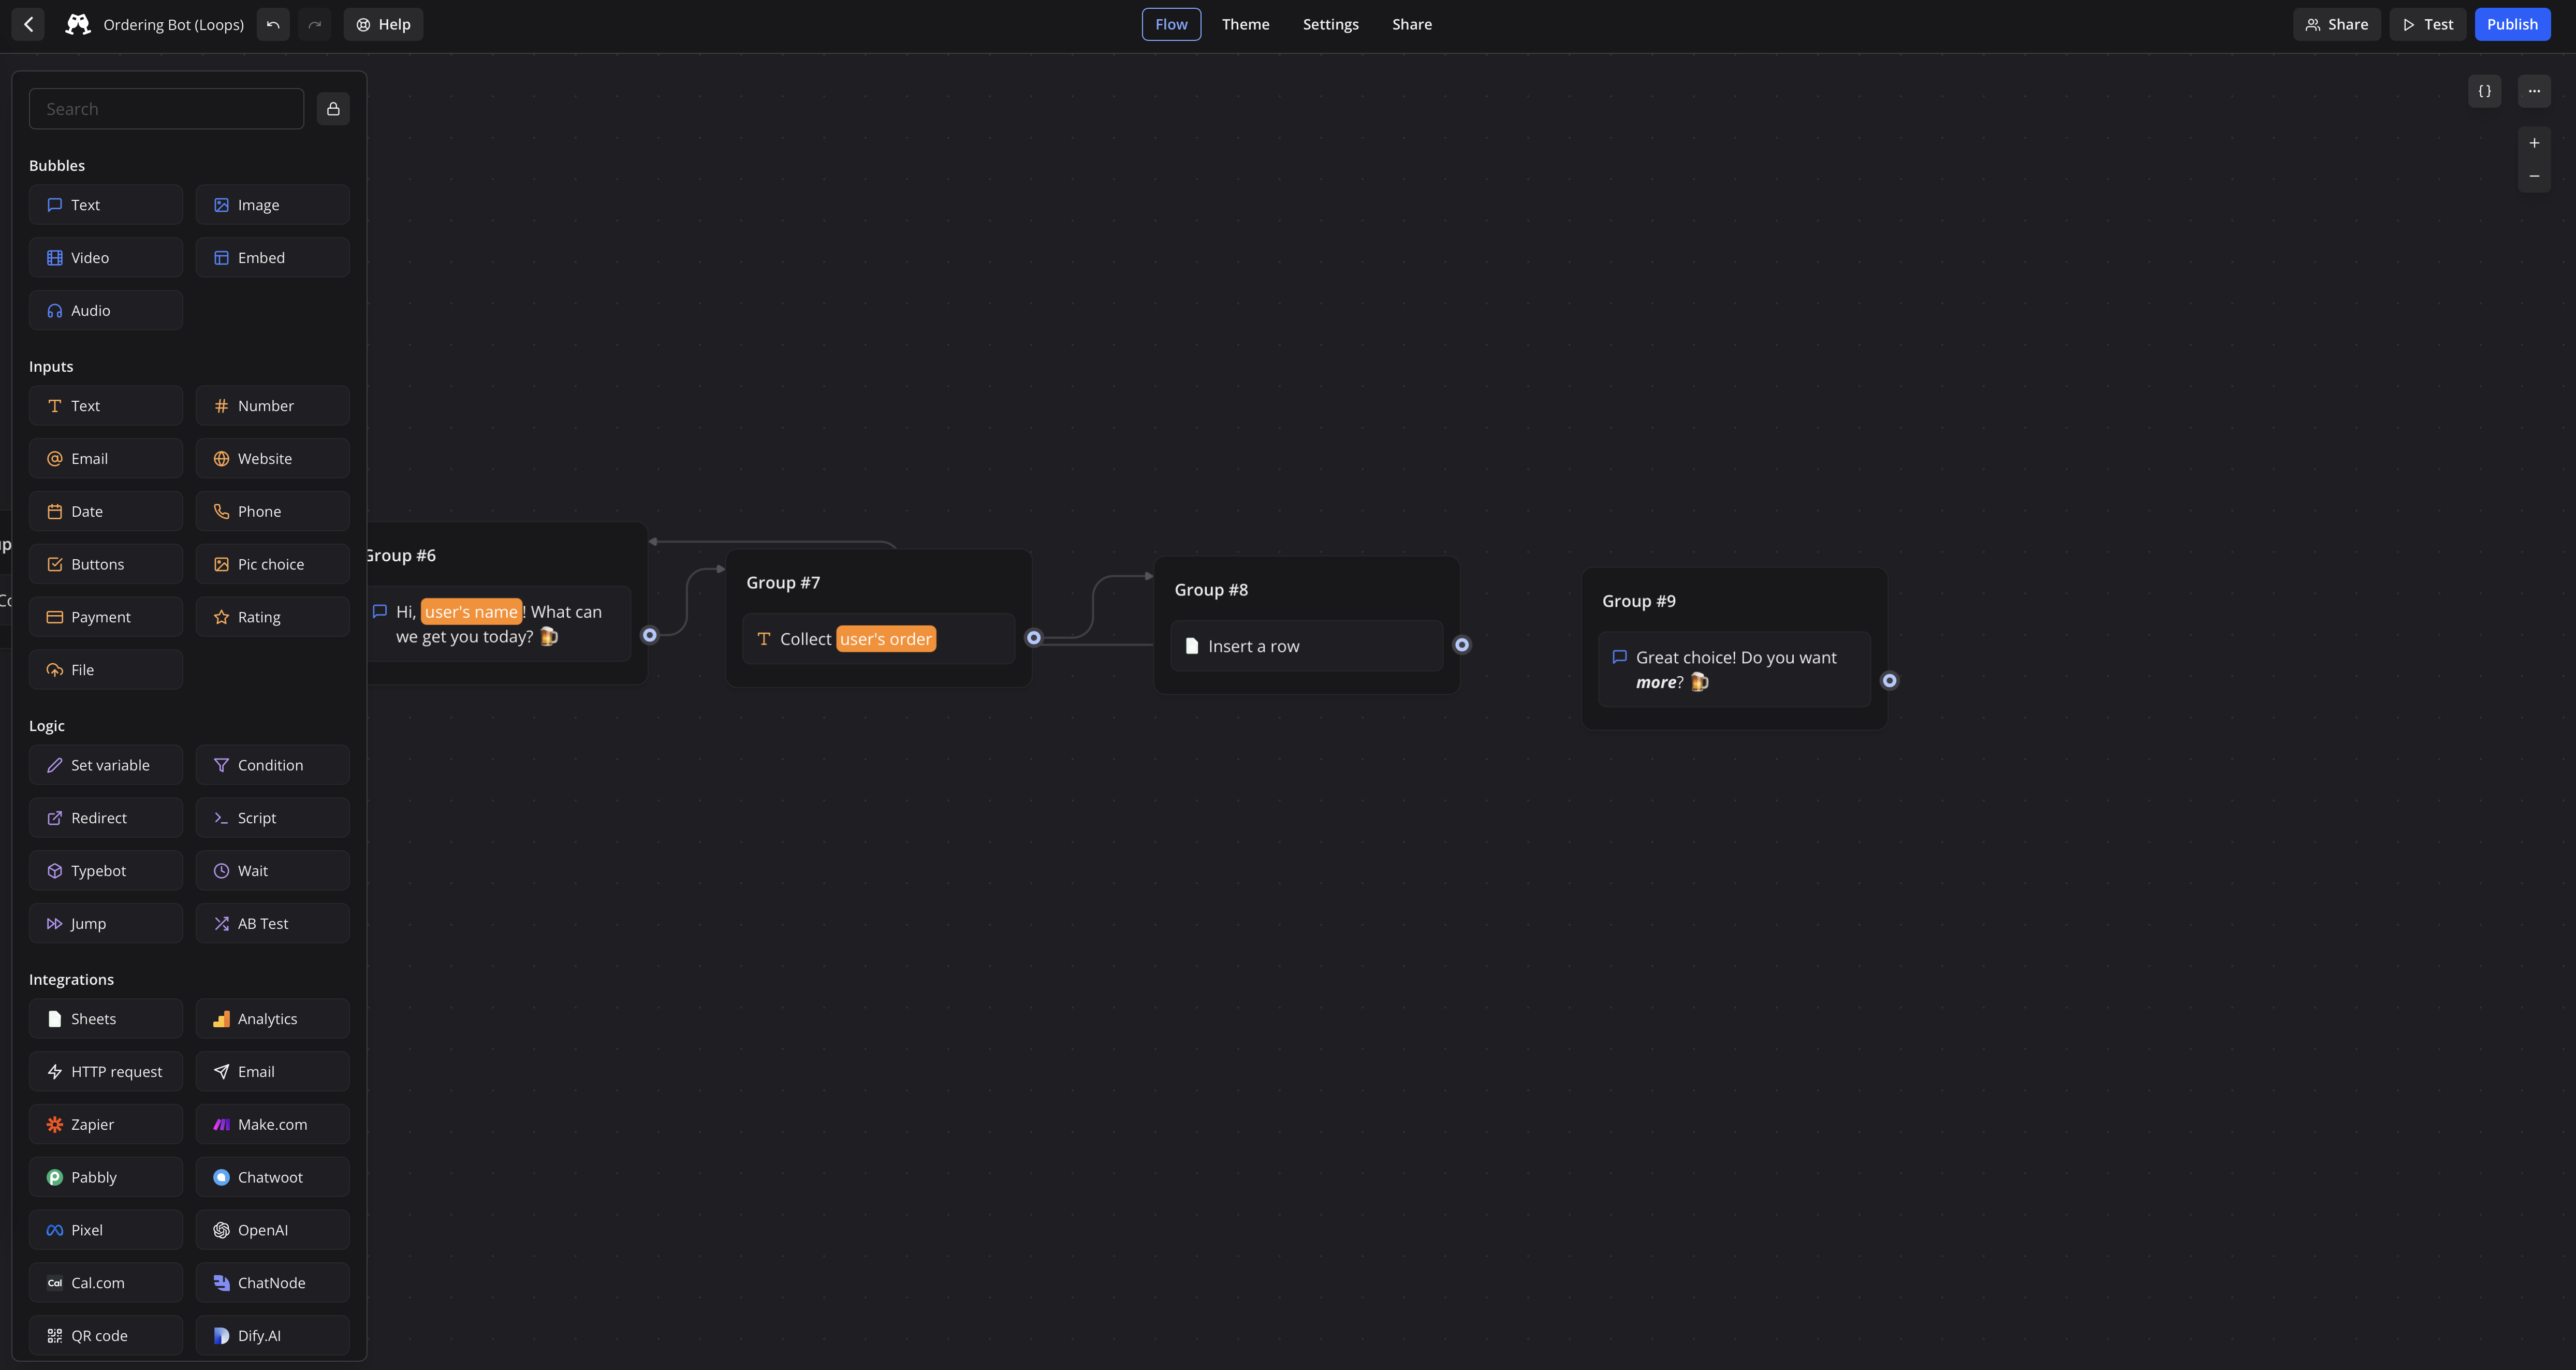 Ordering Bot (Loops)
Help
Flow
Theme
Settings
Share
Share
Test
Publish
Search
Bubbles
Text
Image
Video
Embed
Audio
Inputs
Text
Number
Email
Website
Date
Phone
Buttons
Pic choice
Payment
Rating
File
Logic
Set variable
Condition
Redirect
Script
Typebot
Wait
Jump
AB Test
Integrations
Sheets
Analytics
HTTP request
Email
Zapier
Make.com
Pabbly
Chatwoot
Pixel
OpenAI
Cal Cal.com
ChatNode
QR code
Dify.AI
Group #6
Hi, user's name! What can
we get you today? 🍺
Group #7
Collect user's order
Group #8
Insert a row
Group #9
Great choice! Do you want
more? 🍺